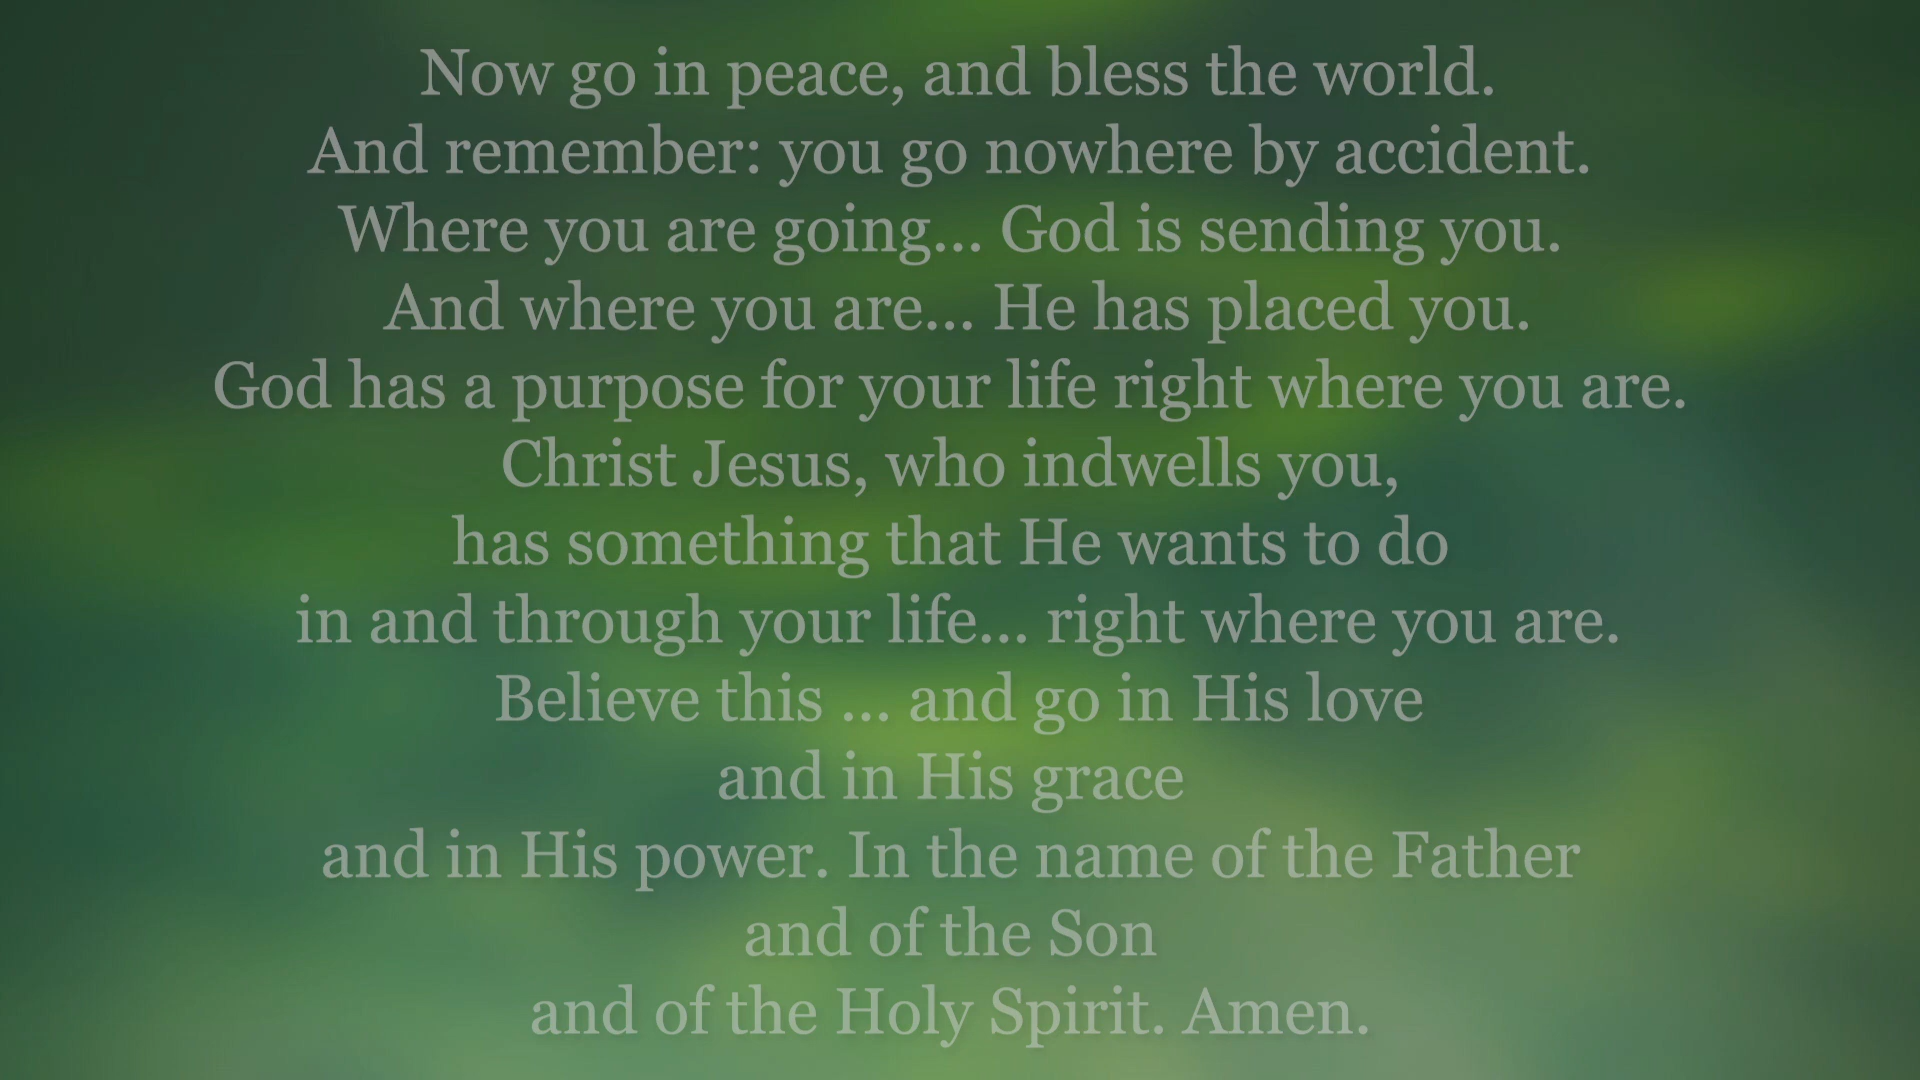 Now go in peace, and bless the world.
And remember: you go nowhere by accident.
Where you are going... God is sending you.
And where you are... He has placed you.
God has a purpose for your life right where you are.
Christ Jesus, who indwells you,
has something that He wants to do
in and through your life... right where you are.
Believe this ... and go in His love
and in His grace
and in His power. In the name of the Father
and of the Son
and of the Holy Spirit. Amen.